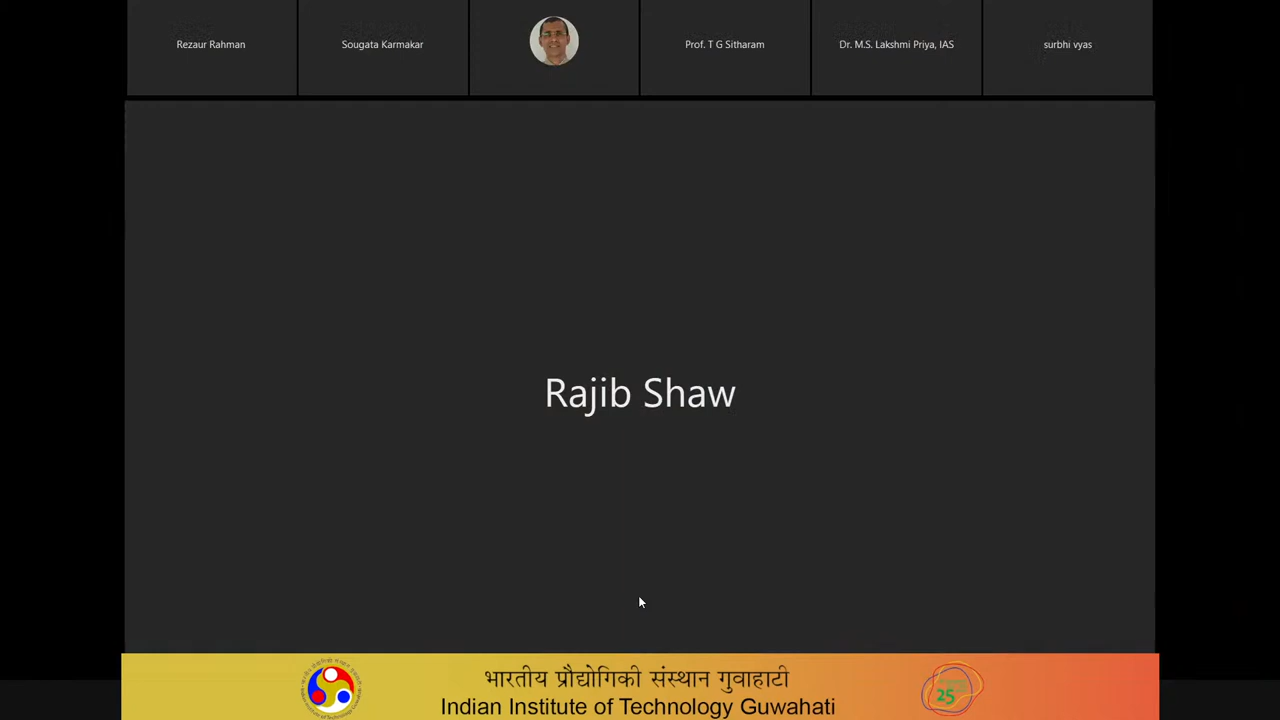 Rezaur Rahman
Sougata Karmakar
Prof. T G Sitharam
Dr. M.S. Lakshmi Priya, IAS
surbhi vyas
Rajib Shaw
भारतीय प्रौद्योगिकी संस्थान गुवाहाटी
Indian Institute of Technology Guwahati
25